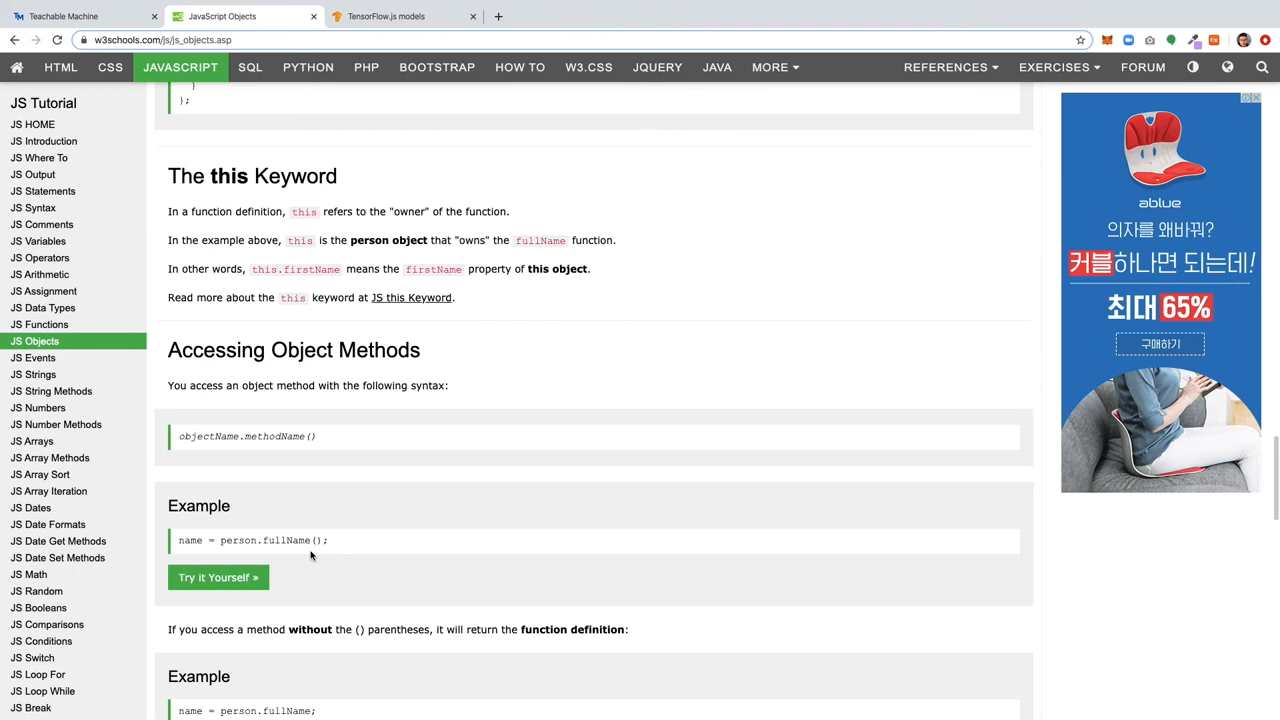 Teachable Machine
JavaScript Objects
TensorFlow.js models
w3schools.com/js/js_objects.asp
HTML CSS JAVASCRIPT SQL PYTHON PHP BOOTSTRAP HOW TO W3.CSS JQUERY JAVA MORE REFERENCES EXERCISES FORUM
JS Tutorial
JS HOME
JS Introduction
JS Where To
JS Output
JS Statements
JS Syntax
JS Comments
JS Variables
JS Operators
JS Arithmetic
JS Assignment
JS Data Types
JS Functions
JS Objects
JS Events
JS Strings
JS String Methods
JS Numbers
JS Number Methods
JS Arrays
JS Array Methods
JS Array Sort
JS Array Iteration
JS Dates
JS Date Formats
JS Date Get Methods
JS Date Set Methods
JS Math
JS Random
JS Booleans
JS Comparisons
JS Conditions
JS Switch
JS Loop For
JS Loop While
JS Break
}
};
The this Keyword
In a function definition, this refers to the "owner" of the function.
In the example above, this is the person object that "owns" the fullName function.
In other words, this.firstName means the firstName property of this object.
Read more about the this keyword at JS this Keyword.
Accessing Object Methods
You access an object method with the following syntax:
objectName.methodName()
Example
name = person.fullName();
Try it Yourself »
If you access a method without the () parentheses, it will return the function definition:
Example
name = person.fullName;
ablue
의자를 왜바꿔?
커블하나면 되는데!
최대 65%
구매하기